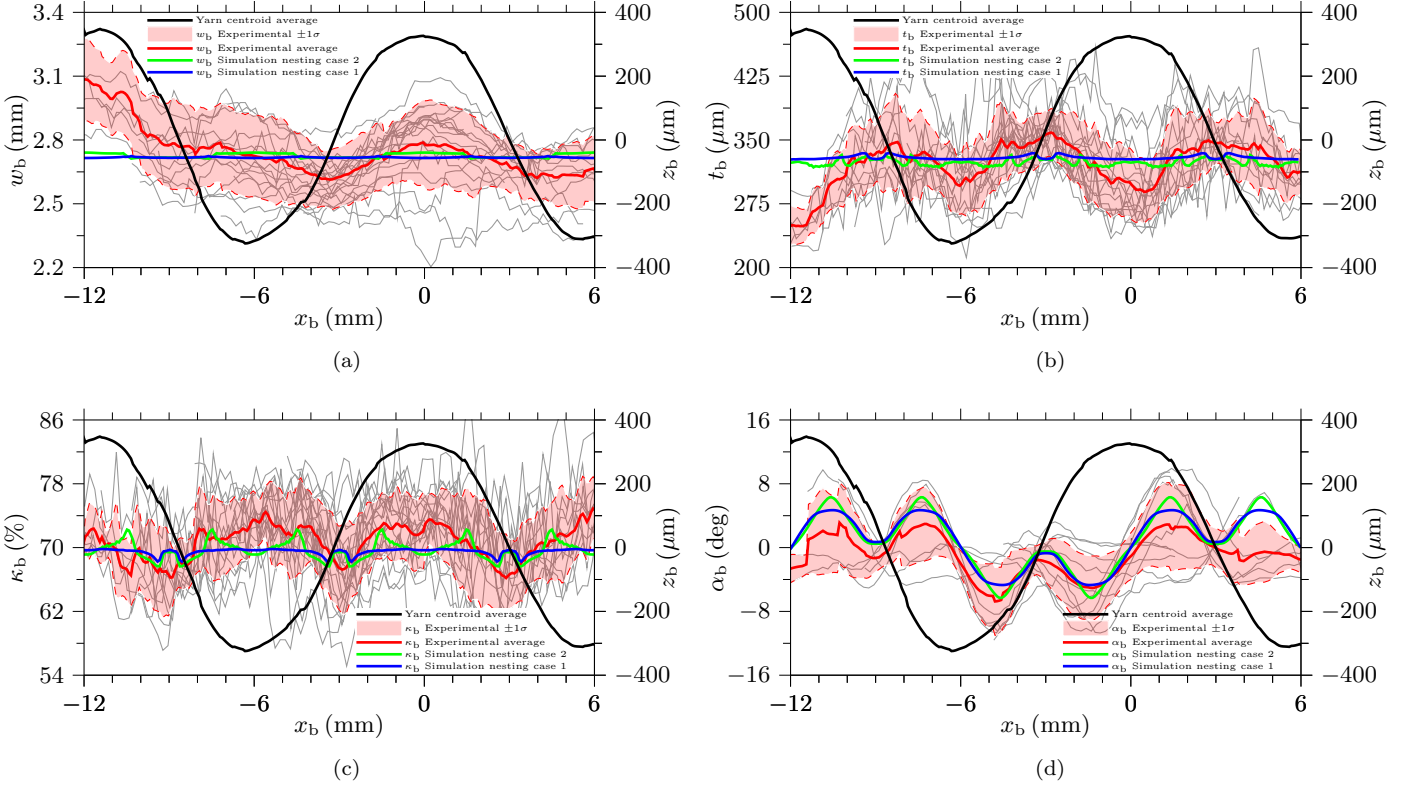 3.4
3.1
2.8
2.5
2.2
w_b (mm)
400
200
0
−200
−400
z_b (μm)
Yarn centroid average
w_b Experimental ±1σ
w_b Experimental average
w_b Simulation nesting case 2
w_b Simulation nesting case 1
−12
−6
0
6
x_b (mm)
(a)
500
425
350
275
200
t_b (μm)
400
200
0
−200
−400
z_b (μm)
Yarn centroid average
t_b Experimental ±1σ
t_b Experimental average
t_b Simulation nesting case 2
t_b Simulation nesting case 1
−12
−6
0
6
x_b (mm)
(b)
86
78
70
62
54
κ_b (%)
400
200
0
−200
−400
z_b (μm)
Yarn centroid average
κ_b Experimental ±1σ
κ_b Experimental average
κ_b Simulation nesting case 2
κ_b Simulation nesting case 1
−12
−6
0
6
x_b (mm)
(c)
16
8
0
−8
−16
α_b (deg)
400
200
0
−200
−400
z_b (μm)
Yarn centroid average
α_b Experimental ±1σ
α_b Experimental average
α_b Simulation nesting case 2
α_b Simulation nesting case 1
−12
−6
0
6
x_b (mm)
(d)